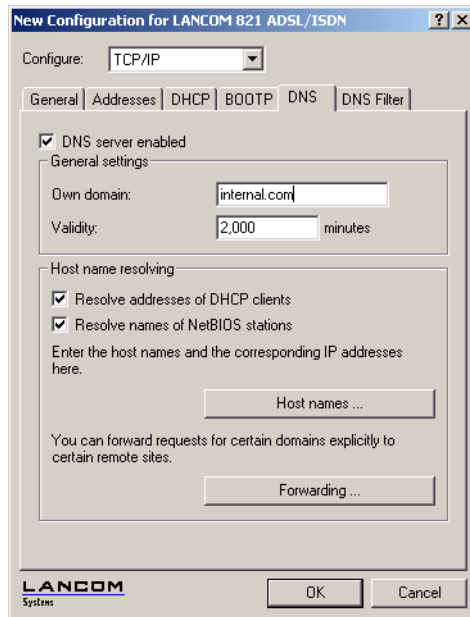 New Configuration for LANCOM 821 ADSL/ISDN
Configure: TCP/IP
General Addresses DHCP BOOTP DNS DNS Filter
DNS server enabled
General settings
Own domain: internal.com
Validity: 2,000 minutes
Host name resolving
Resolve addresses of DHCP clients
Resolve names of NetBIOS stations
Enter the host names and the corresponding IP addresses
here.
Host names ...
You can forward requests for certain domains explicitly to
certain remote sites.
Forwarding ...
LANCOM
Systems
OK Cancel